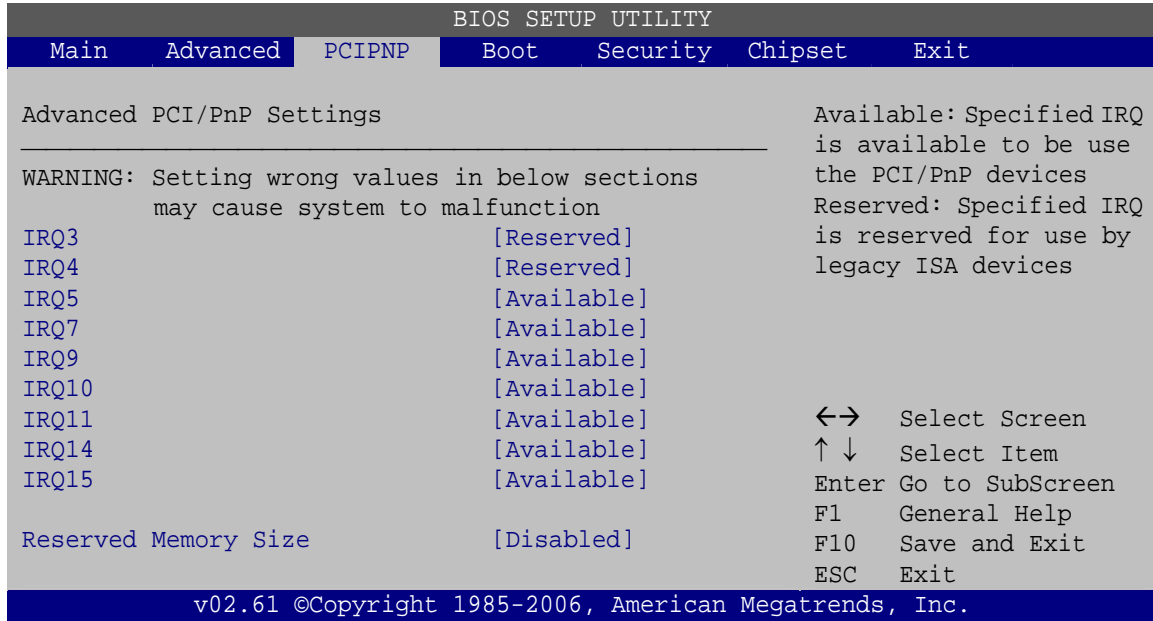 BIOS SETUP UTILITY
Main Advanced PCIPNP Boot Security Chipset Exit
Advanced PCI/PnP Settings
WARNING: Setting wrong values in below sections
may cause system to malfunction
IRQ3 [Reserved]
IRQ4 [Reserved]
IRQ5 [Available]
IRQ7 [Available]
IRQ9 [Available]
IRQ10 [Available]
IRQ11 [Available]
IRQ14 [Available]
IRQ15 [Available]
Reserved Memory Size [Disabled]
Available: Specified IRQ
is available to be use
the PCI/PnP devices
Reserved: Specified IRQ
is reserved for use by
legacy ISA devices
←→ Select Screen
↑ ↓ Select Item
Enter Go to SubScreen
F1 General Help
F10 Save and Exit
ESC Exit
v02.61 ©Copyright 1985-2006, American Megatrends, Inc.